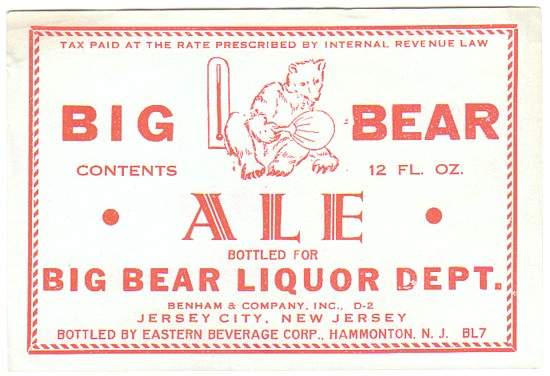 TAX PAID AT THE RATE PRESCRIBED BY INTERNAL REVENUE LAW
BIG BEAR
CONTENTS 12 FL. OZ.
• ALE •
BOTTLED FOR
BIG BEAR LIQUOR DEPT.
BENHAM & COMPANY, INC., D-2
JERSEY CITY, NEW JERSEY
BOTTLED BY EASTERN BEVERAGE CORP., HAMMONTON, N. J. BL7